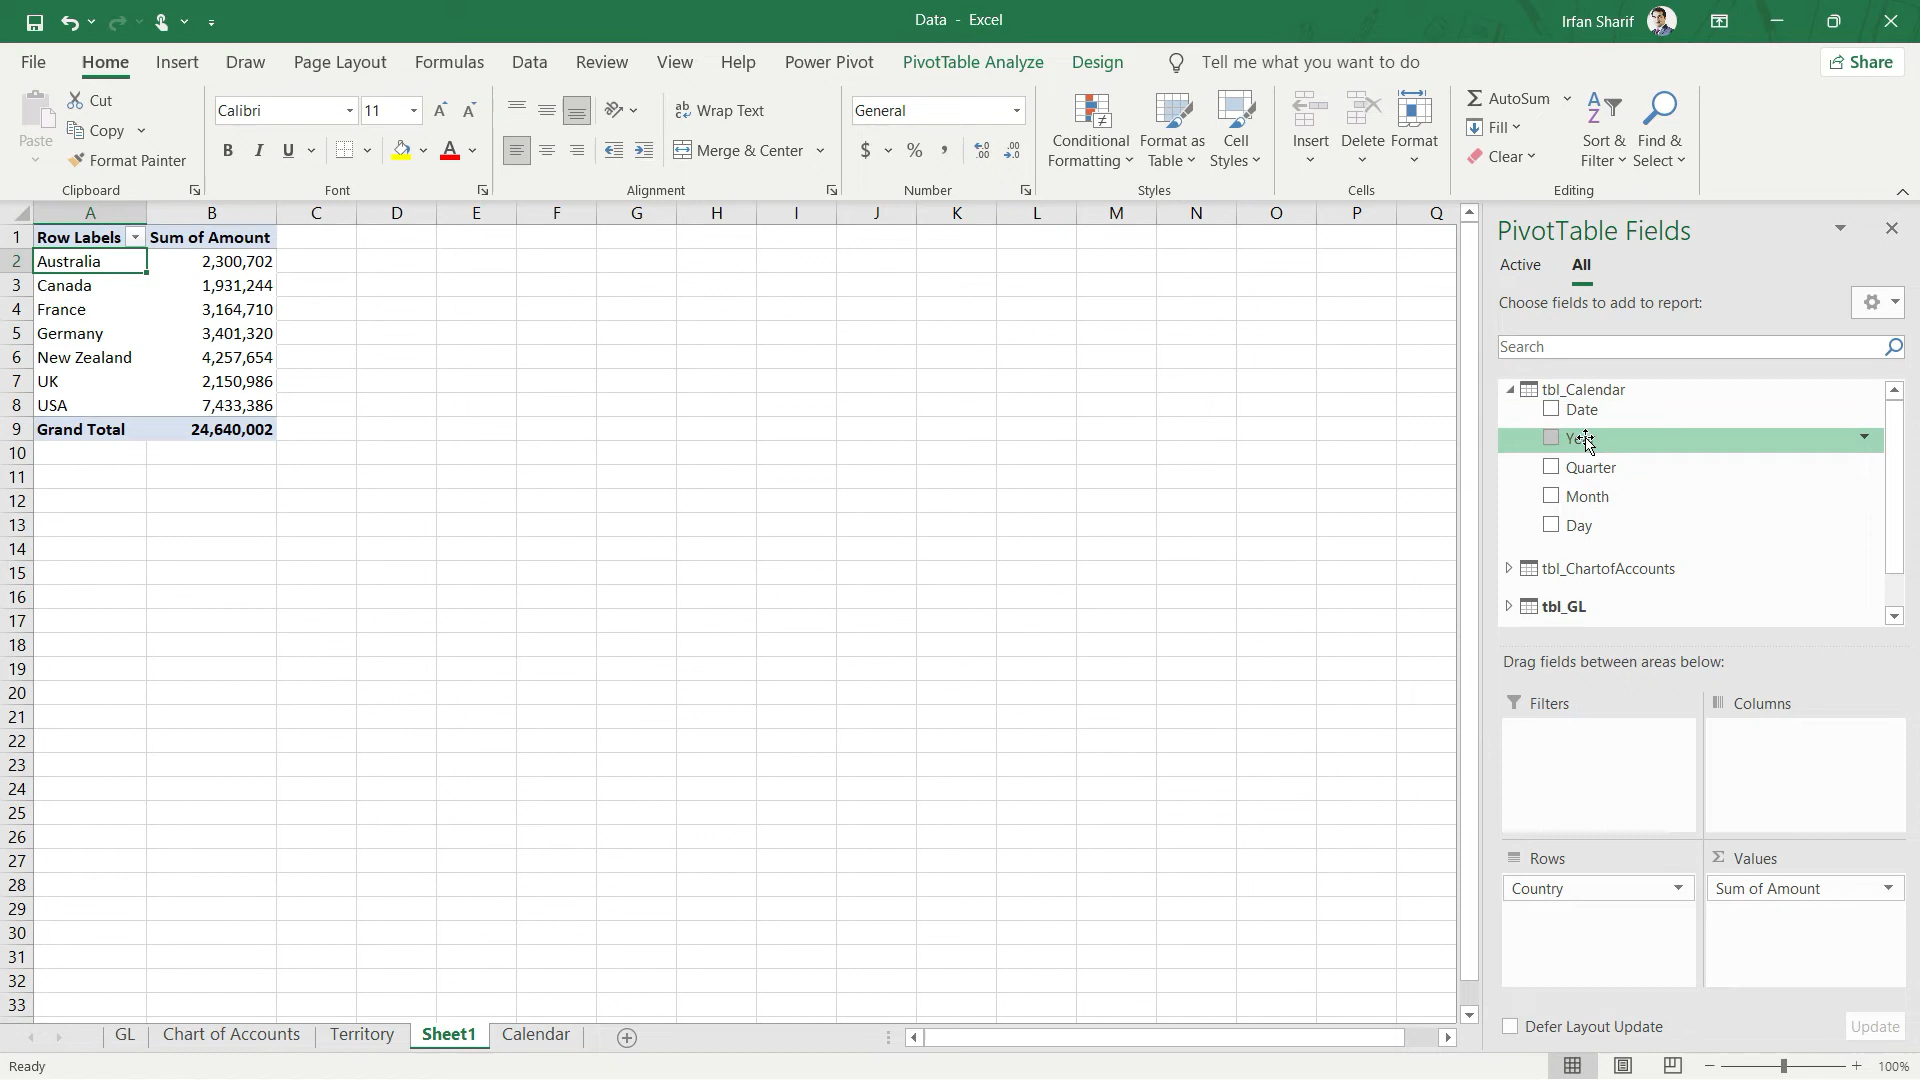 Data - Excel
Irfan Sharif
File Home Insert Draw Page Layout Formulas Data Review View Help Power Pivot PivotTable Analyze Design Tell me what you want to do Share
Paste
Cut
Copy
Format Painter
Clipboard
Calibri 11
B I U
Font
Wrap Text
Merge & Center
Alignment
General
$ % ,
Number
Conditional Formatting
Format as Table
Cell Styles
Styles
Insert Delete Format
Cells
AutoSum
Fill
Clear
Sort & Filter
Find & Select
Editing
A B C D E F G H I J K L M N O P Q
1 Row Labels Sum of Amount
2 Australia 2,300,702
3 Canada 1,931,244
4 France 3,164,710
5 Germany 3,401,320
6 New Zealand 4,257,654
7 UK 2,150,986
8 USA 7,433,386
9 Grand Total 24,640,002
10
11
12
13
14
15
16
17
18
19
20
21
22
23
24
25
26
27
28
29
30
31
32
33
PivotTable Fields
Active All
Choose fields to add to report:
Search
tbl_Calendar
Date
Quarter
Month
Day
tbl_ChartofAccounts
tbl_GL
Drag fields between areas below:
Filters Columns
Rows Values
Country Sum of Amount
Defer Layout Update Update
GL Chart of Accounts Territory Sheet1 Calendar
Ready 100%